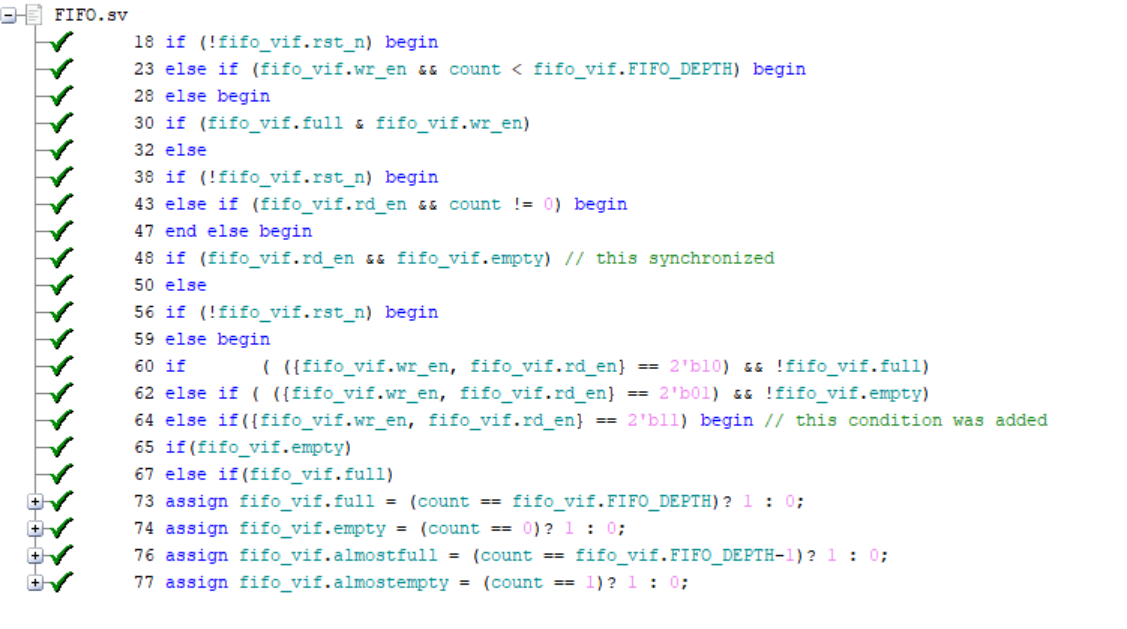 FIFO.sv
18 if (!fifo_vif.rst_n) begin
23 else if (fifo_vif.wr_en && count < fifo_vif.FIFO_DEPTH) begin
28 else begin
30 if (fifo_vif.full & fifo_vif.wr_en)
32 else
38 if (!fifo_vif.rst_n) begin
43 else if (fifo_vif.rd_en && count != 0) begin
47 end else begin
48 if (fifo_vif.rd_en && fifo_vif.empty) // this synchronized
50 else
56 if (!fifo_vif.rst_n) begin
59 else begin
60 if       ( ({fifo_vif.wr_en, fifo_vif.rd_en} == 2'b10) && !fifo_vif.full)
62 else if ( ({fifo_vif.wr_en, fifo_vif.rd_en} == 2'b01) && !fifo_vif.empty)
64 else if({fifo_vif.wr_en, fifo_vif.rd_en} == 2'b11) begin // this condition was added
65 if(fifo_vif.empty)
67 else if(fifo_vif.full)
73 assign fifo_vif.full = (count == fifo_vif.FIFO_DEPTH)? 1 : 0;
74 assign fifo_vif.empty = (count == 0)? 1 : 0;
76 assign fifo_vif.almostfull = (count == fifo_vif.FIFO_DEPTH-1)? 1 : 0;
77 assign fifo_vif.almostempty = (count == 1)? 1 : 0;